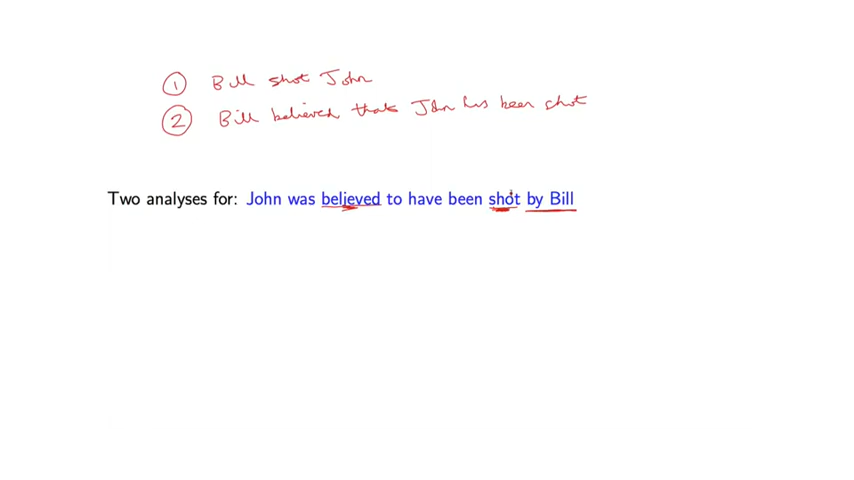 ① Bill shot John
② Bill believed that John has been shot
Two analyses for: John was believed to have been shot by Bill